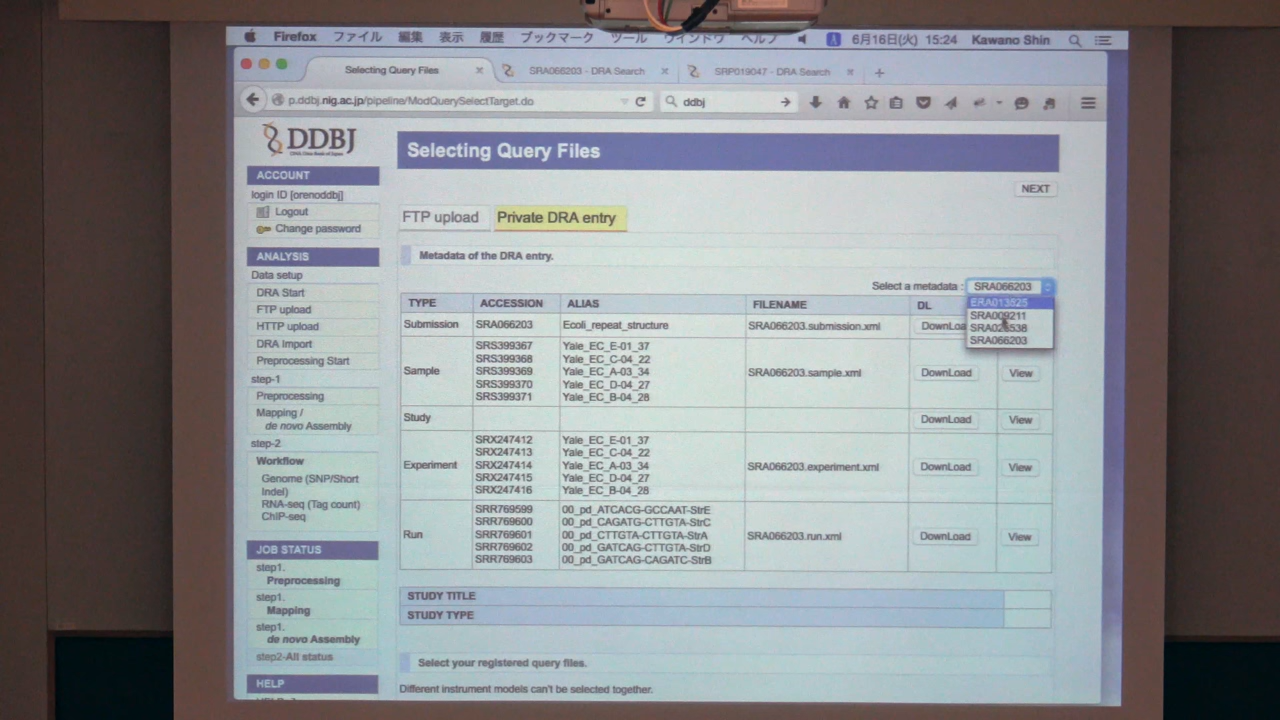 Firefox ファイル 編集 表示 履歴 ブックマーク ツール ウインドウ ヘルプ 6月16日(火) 15:24 Kawano Shin
Selecting Query Files
SRA066203 - DRA Search
SRP019047 - DRA Search
p.ddbj.nig.ac.jp/pipeline/ModQuerySelectTarget.do
ddbj
DDBJ
ACCOUNT
login ID [orenoddbj]
Logout
Change password
ANALYSIS
Data setup
DRA Start
FTP upload
HTTP upload
DRA Import
Preprocessing Start
step-1
Preprocessing
Mapping /
de novo Assembly
step-2
Workflow
Genome (SNP/Short
Indel)
RNA-seq (Tag count)
ChIP-seq
JOB STATUS
step1.
Preprocessing
step1.
Mapping
step1.
de novo Assembly
step2-All status
HELP
Selecting Query Files
NEXT
FTP upload Private DRA entry
Metadata of the DRA entry.
Select a metadata : SRA066203
SRA066203
TYPE ACCESSION ALIAS FILENAME DL
Submission SRA066203 Ecoli_repeat_structure SRA066203.submission.xml
Sample
SRS399367 Yale_EC_E-01_37
SRS399368 Yale_EC_C-04_22
SRS399369 Yale_EC_A-03_34
SRS399370 Yale_EC_D-04_27
SRS399371 Yale_EC_B-04_28
SRA066203.sample.xml DownLoad View
Study DownLoad View
Experiment
SRX247412 Yale_EC_E-01_37
SRX247413 Yale_EC_C-04_22
SRX247414 Yale_EC_A-03_34
SRX247415 Yale_EC_D-04_27
SRX247416 Yale_EC_B-04_28
SRA066203.experiment.xml DownLoad View
Run
SRR769599 00_pd_ATCACG-GCCAAT-StrE
SRR769600 00_pd_CAGATG-CTTGTA-StrC
SRR769601 00_pd_CTTGTA-CTTGTA-StrA
SRR769602 00_pd_GATCAG-CTTGTA-StrD
SRR769603 00_pd_GATCAG-CAGATC-StrB
SRA066203.run.xml DownLoad View
STUDY TITLE
STUDY TYPE
Select your registered query files.
Different instrument models can't be selected together.